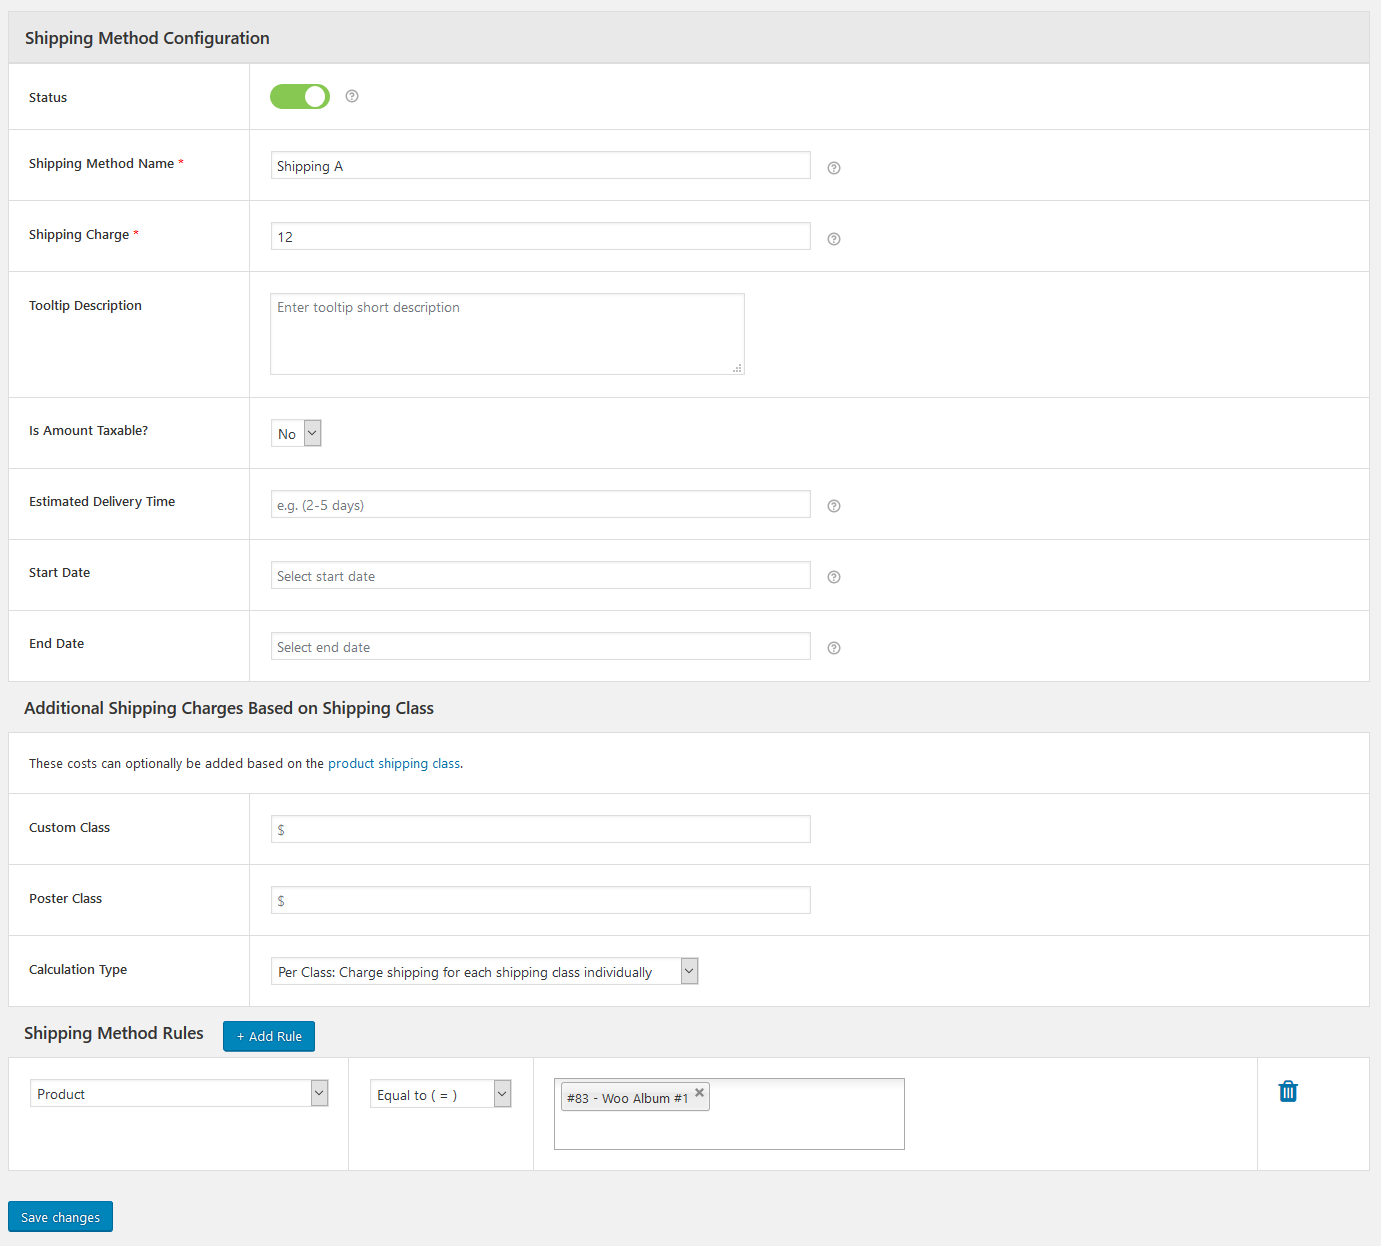 Shipping Method Configuration
Status
Shipping Method Name *
Shipping A
Shipping Charge *
12
Tooltip Description
Enter tooltip short description
Is Amount Taxable?
No
Estimated Delivery Time
e.g. (2-5 days)
Start Date
Select start date
End Date
Select end date
Additional Shipping Charges Based on Shipping Class
These costs can optionally be added based on the product shipping class.
Custom Class
$
Poster Class
$
Calculation Type
Per Class: Charge shipping for each shipping class individually
Shipping Method Rules
+ Add Rule
Product
Equal to ( = )
#83 - Woo Album #1
Save changes